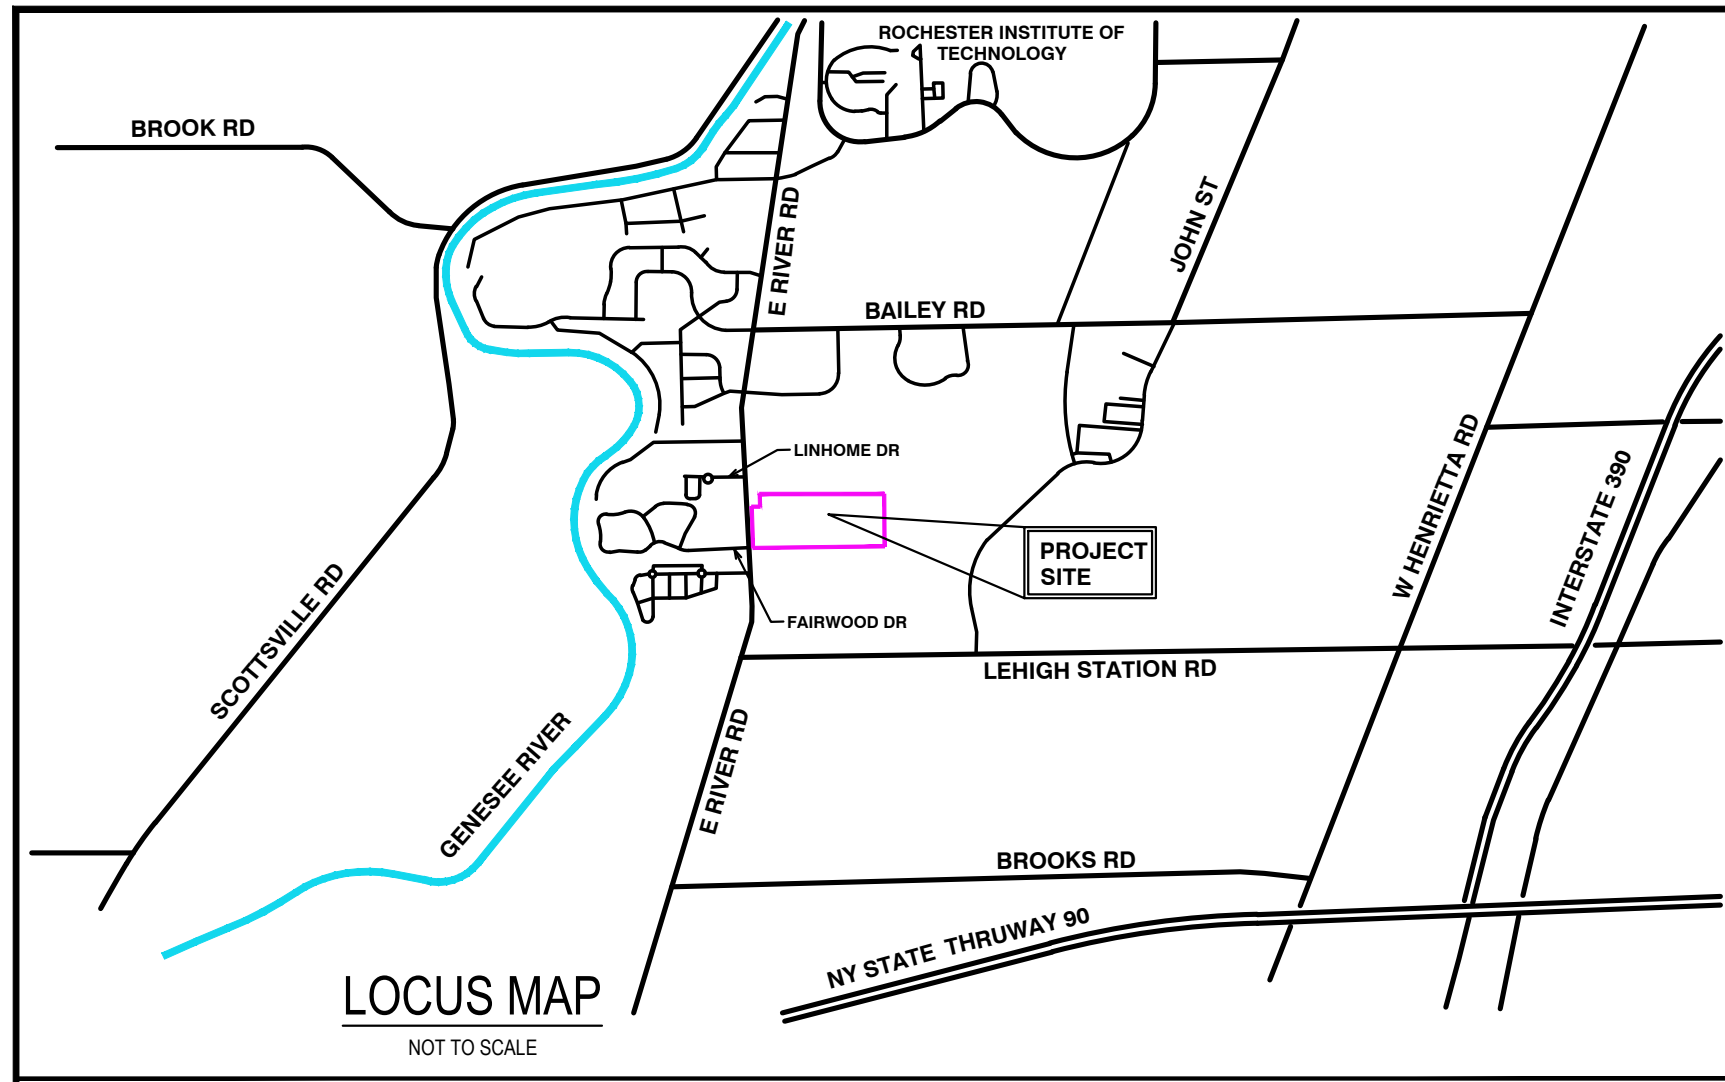 ROCHESTER INSTITUTE OF
TECHNOLOGY
BROOK RD
E RIVER RD
JOHN ST
BAILEY RD
LINHOME DR
W HENRIETTA RD
INTERSTATE 390
PROJECT
SITE
SCOTTSVILLE RD
FAIRWOOD DR
LEHIGH STATION RD
GENESEE RIVER
E RIVER RD
BROOKS RD
NY STATE THRUWAY 90
LOCUS MAP
NOT TO SCALE